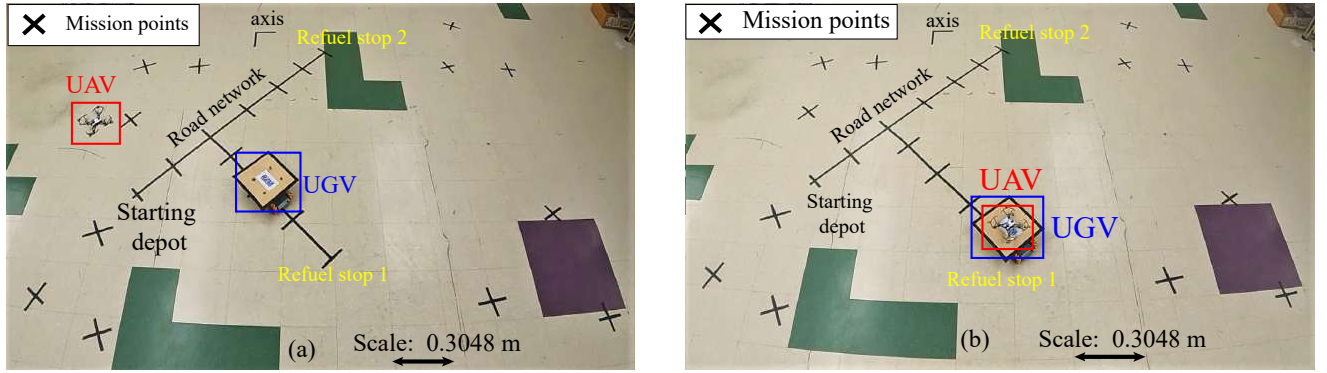 Mission points
axis
Refuel stop 2
UAV
Road network
UGV
Starting
depot
Refuel stop 1
(a)
Scale: 0.3048 m
Mission points
axis
Refuel stop 2
Road network
UAV
Starting
depot
UGV
Refuel stop 1
(b)
Scale: 0.3048 m